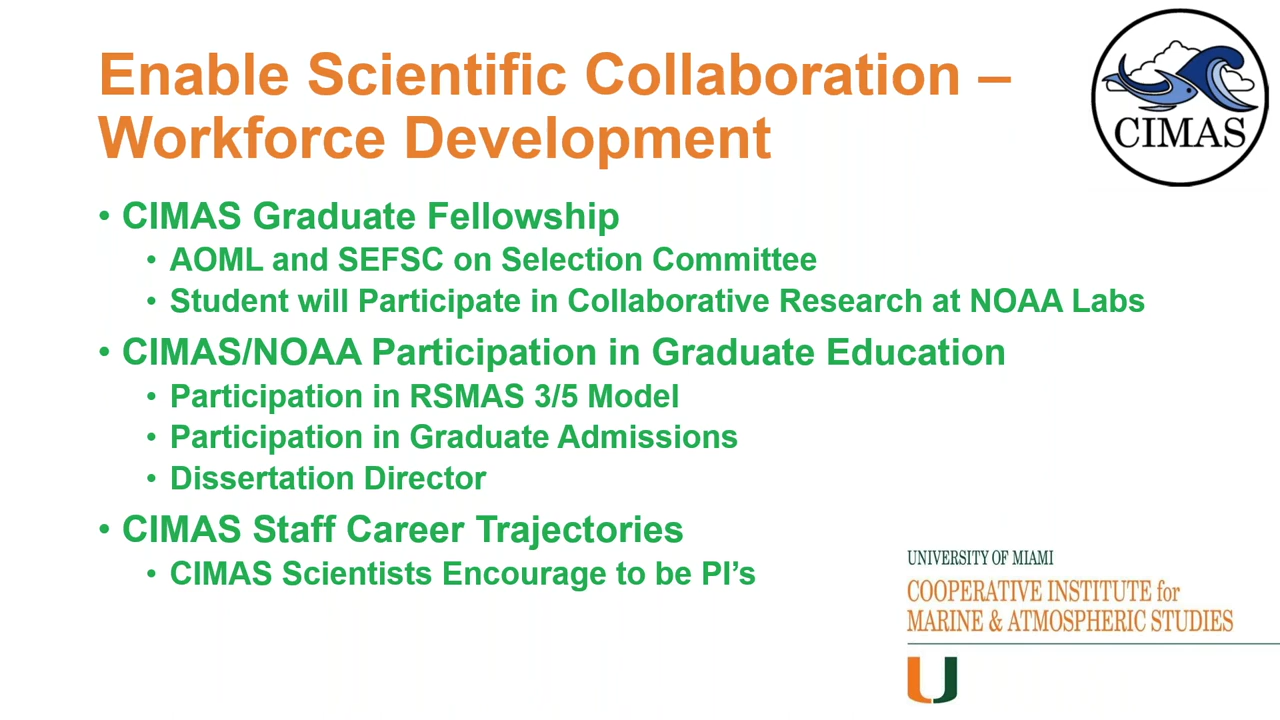 Enable Scientific Collaboration –
Workforce Development
CIMAS
• CIMAS Graduate Fellowship
• AOML and SEFSC on Selection Committee
• Student will Participate in Collaborative Research at NOAA Labs
• CIMAS/NOAA Participation in Graduate Education
• Participation in RSMAS 3/5 Model
• Participation in Graduate Admissions
• Dissertation Director
• CIMAS Staff Career Trajectories
• CIMAS Scientists Encourage to be PI’s
UNIVERSITY OF MIAMI
COOPERATIVE INSTITUTE for
MARINE & ATMOSPHERIC STUDIES
U